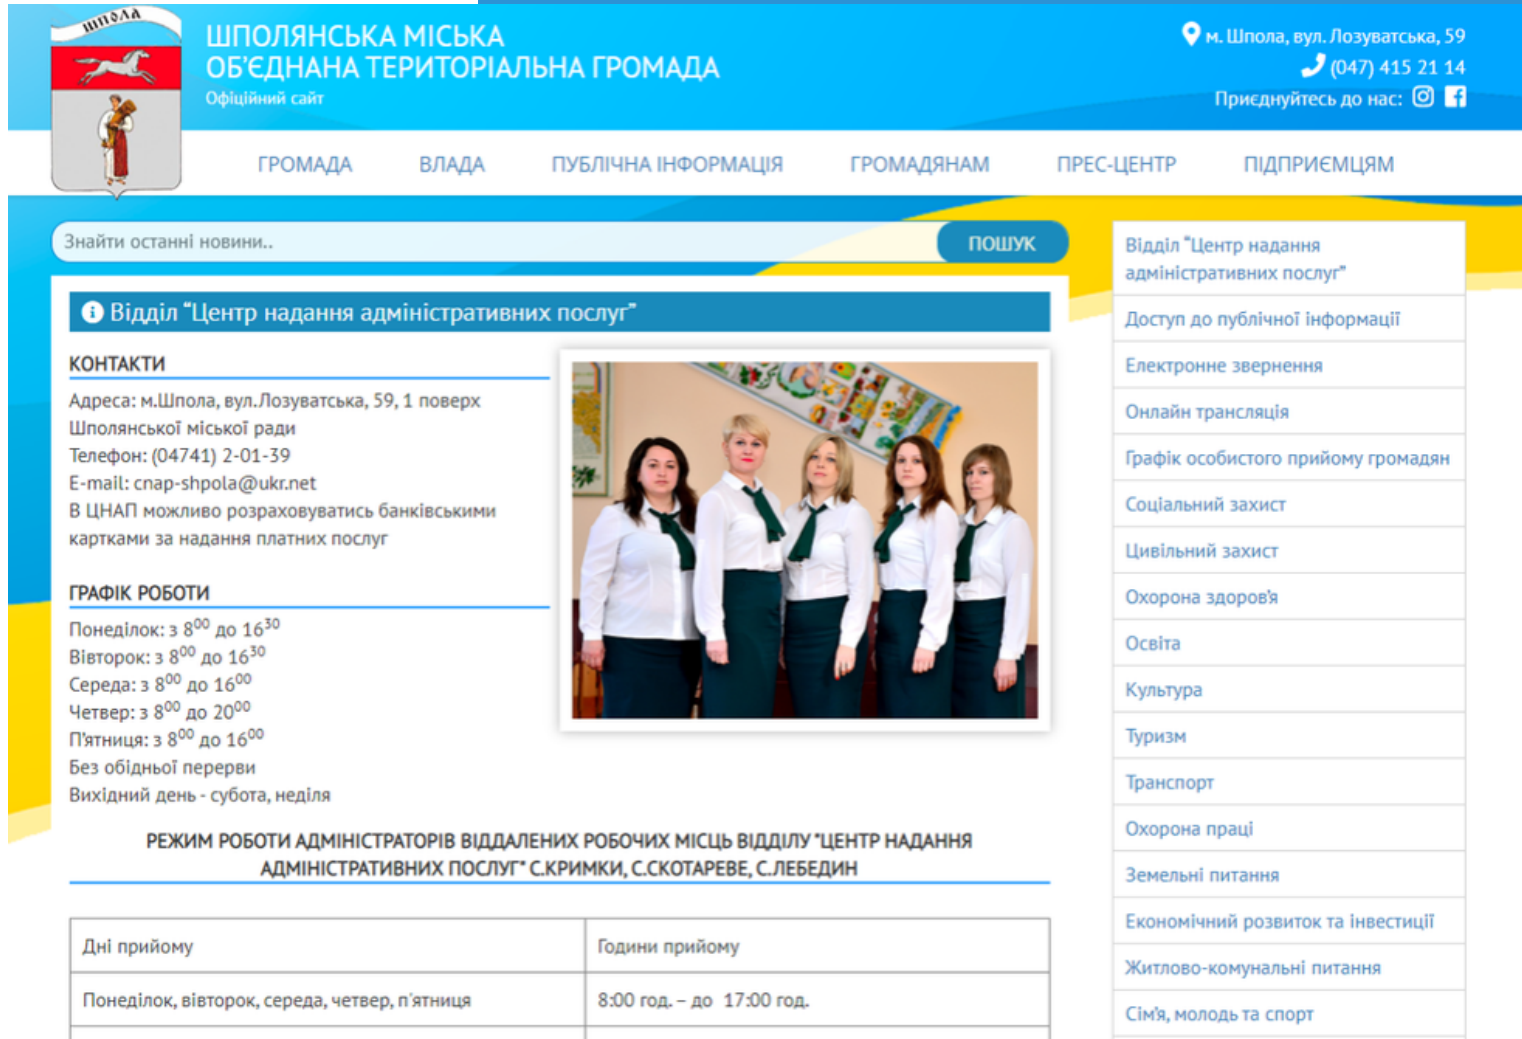 шпола
ШПОЛЯНСЬКА МІСЬКА
ОБ'ЄДНАНА ТЕРИТОРІАЛЬНА ГРОМАДА
Офіційний сайт
м. Шпола, вул. Лозуватська, 59
(047) 415 21 14
Приєднуйтесь до нас:
ГРОМАДА ВЛАДА ПУБЛІЧНА ІНФОРМАЦІЯ ГРОМАДЯНАМ ПРЕС-ЦЕНТР ПІДПРИЄМЦЯМ
Знайти останні новини..
ПОШУК
Відділ “Центр надання адміністративних послуг”
КОНТАКТИ
Адреса: м.Шпола, вул.Лозуватська, 59, 1 поверх
Шполянської міської ради
Телефон: (04741) 2-01-39
E-mail: cnap-shpola@ukr.net
В ЦНАП можливо розраховуватись банківськими
картками за надання платних послуг
ГРАФІК РОБОТИ
Понеділок: з 8⁰⁰ до 16³⁰
Вівторок: з 8⁰⁰ до 16³⁰
Середа: з 8⁰⁰ до 16⁰⁰
Четвер: з 8⁰⁰ до 20⁰⁰
П'ятниця: з 8⁰⁰ до 16⁰⁰
Без обідньої перерви
Вихідний день - субота, неділя
РЕЖИМ РОБОТИ АДМІНІСТРАТОРІВ ВІДДАЛЕНИХ РОБОЧИХ МІСЦЬ ВІДДІЛУ "ЦЕНТР НАДАННЯ
АДМІНІСТРАТИВНИХ ПОСЛУГ" С.КРИМКИ, С.СКОТАРЕВЕ, С.ЛЕБЕДИН
Дні прийому
Години прийому
Понеділок, вівторок, середа, четвер, п'ятниця
8:00 год. – до 17:00 год.
Відділ “Центр надання
адміністративних послуг”
Доступ до публічної інформації
Електронне звернення
Онлайн трансляція
Графік особистого прийому громадян
Соціальний захист
Цивільний захист
Охорона здоров'я
Освіта
Культура
Туризм
Транспорт
Охорона праці
Земельні питання
Економічний розвиток та інвестиції
Житлово-комунальні питання
Сім'я, молодь та спорт